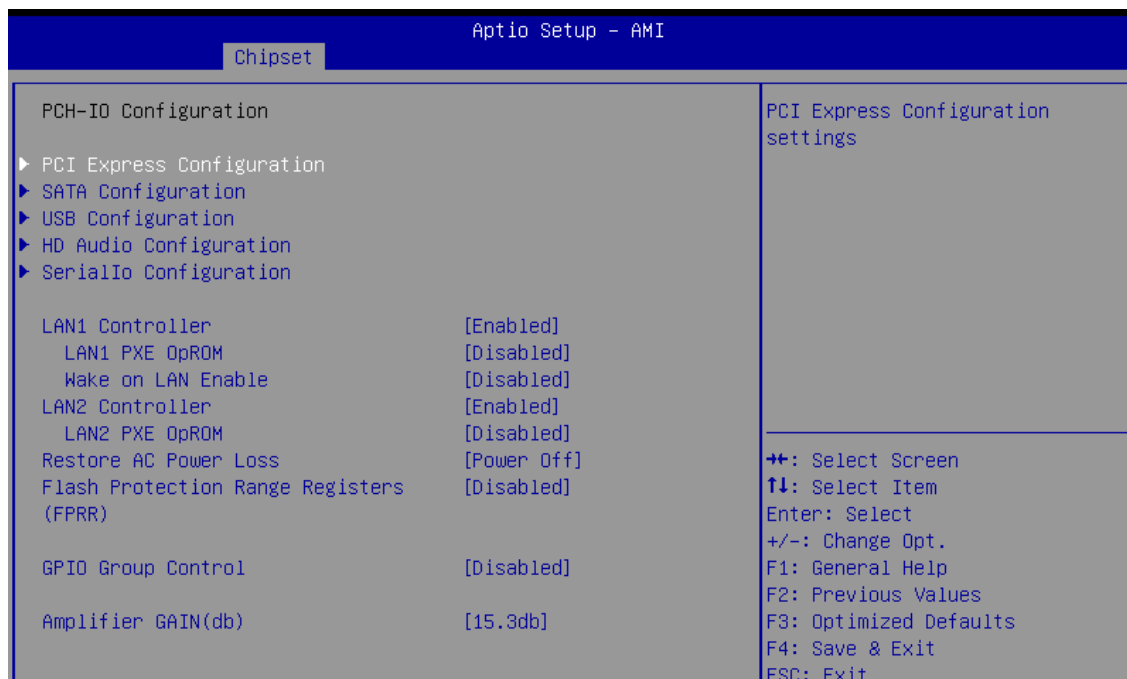 Aptio Setup - AMI
Chipset
PCH-IO Configuration
PCI Express Configuration
SATA Configuration
USB Configuration
HD Audio Configuration
SerialIo Configuration
LAN1 Controller [Enabled]
LAN1 PXE OpROM [Disabled]
Wake on LAN Enable [Disabled]
LAN2 Controller [Enabled]
LAN2 PXE OpROM [Disabled]
Restore AC Power Loss [Power Off]
Flash Protection Range Registers [Disabled]
(FPRR)
GPIO Group Control [Disabled]
Amplifier GAIN(db) [15.3db]
PCI Express Configuration
settings
→←: Select Screen
↑↓: Select Item
Enter: Select
+/-: Change Opt.
F1: General Help
F2: Previous Values
F3: Optimized Defaults
F4: Save & Exit
ESC: Exit